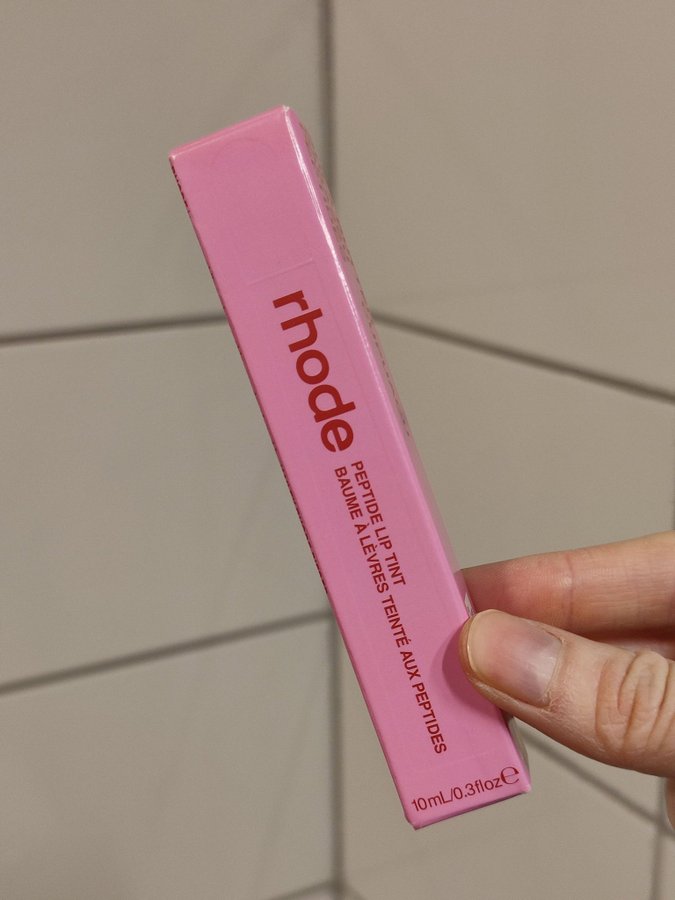 rhode
PEPTIDE LIP TINT
BAUME À LÈVRES TEINTÉ AUX PEPTIDES
10mL/0.3floz℮